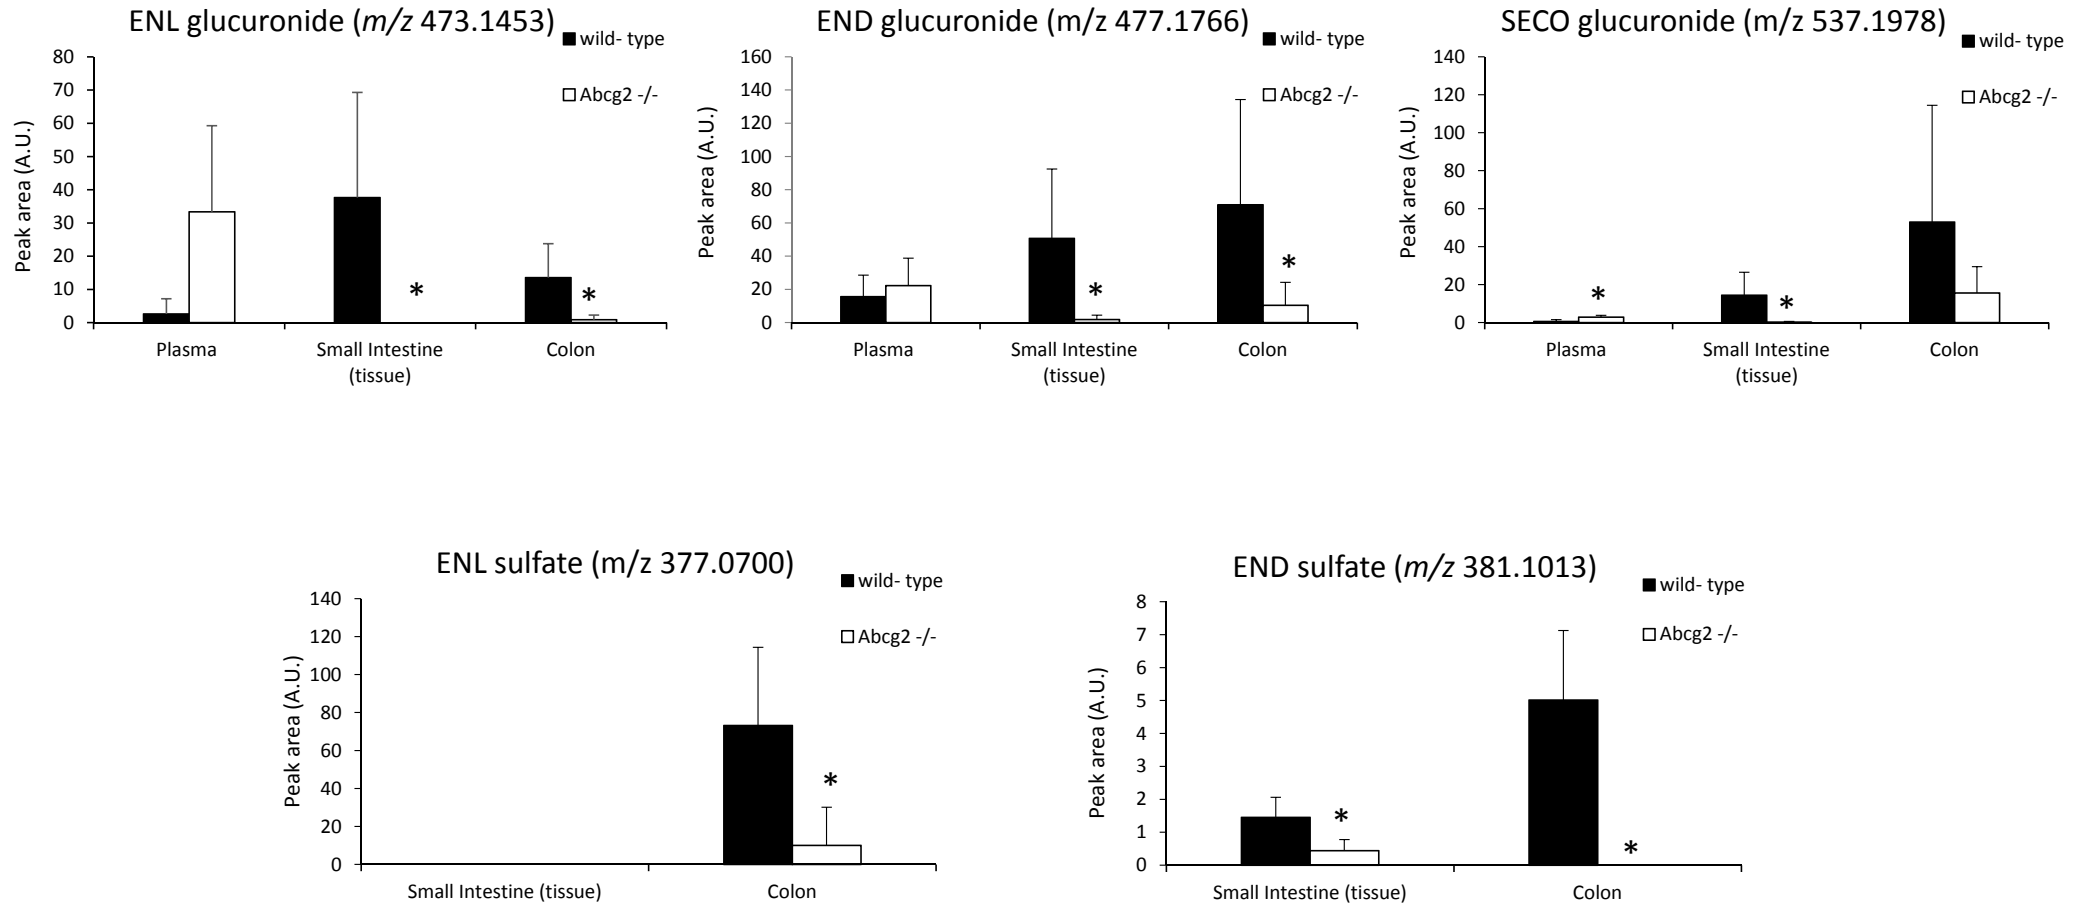 ENL glucuronide (m/z 473.1453)
wild- type
Abcg2 -/-
Peak area (A.U.)
80
70
60
50
40
30
20
10
0
*
*
Plasma
Small Intestine
(tissue)
Colon
END glucuronide (m/z 477.1766)
wild- type
Abcg2 -/-
Peak area (A.U.)
160
140
120
100
80
60
40
20
0
*
*
Plasma
Small Intestine
(tissue)
Colon
SECO glucuronide (m/z 537.1978)
wild- type
Abcg2 -/-
Peak area (A.U.)
140
120
100
80
60
40
20
0
*
*
Plasma
Small Intestine
(tissue)
Colon
ENL sulfate (m/z 377.0700)
wild- type
Abcg2 -/-
Peak area (A.U.)
140
120
100
80
60
40
20
0
*
Small Intestine (tissue)
Colon
END sulfate (m/z 381.1013)
wild- type
Abcg2 -/-
Peak area (A.U.)
8
7
6
5
4
3
2
1
0
*
*
Small Intestine (tissue)
Colon